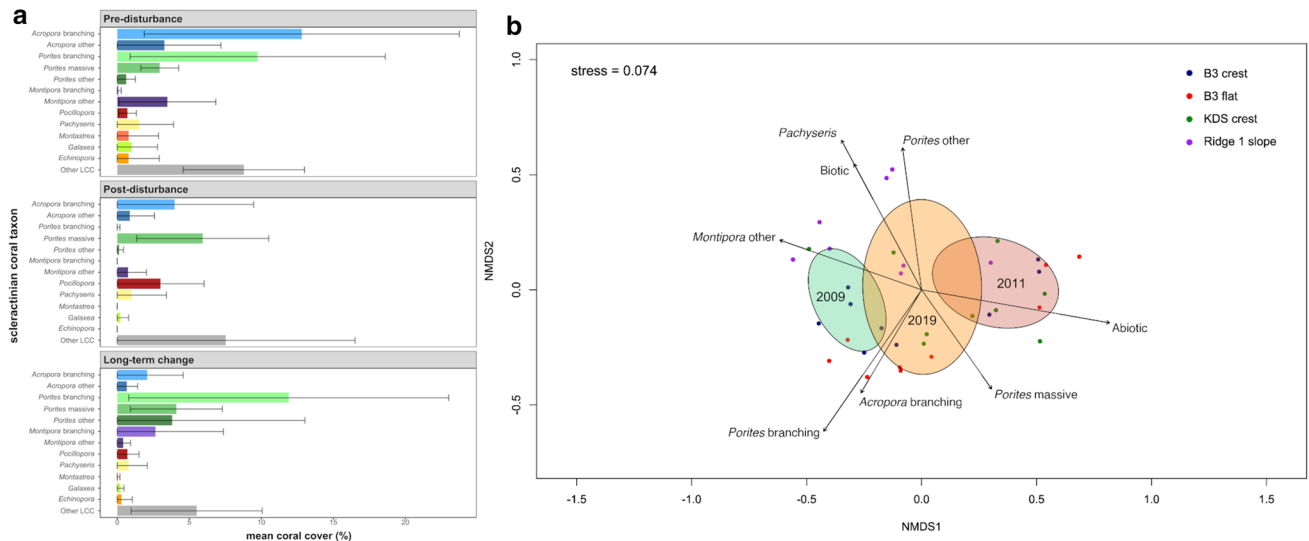 a
Pre-disturbance
Acropora branching
Acropora other
Porites branching
Porites massive
Porites other
Montipora branching
Montipora other
Pocillopora
Pachyseris
Montastrea
Galaxea
Echinopora
Other LCC
Post-disturbance
Acropora branching
Acropora other
Porites branching
Porites massive
Porites other
Montipora branching
Montipora other
Pocillopora
Pachyseris
Montastrea
Galaxea
Echinopora
Other LCC
Long-term change
Acropora branching
Acropora other
Porites branching
Porites massive
Porites other
Montipora branching
Montipora other
Pocillopora
Pachyseris
Montastrea
Galaxea
Echinopora
Other LCC
0 5 10 15 20
mean coral cover (%)
scleractinian coral taxon
b
stress = 0.074
B3 crest
B3 flat
KDS crest
Ridge 1 slope
Pachyseris
Porites other
Biotic
Montipora other
2009
2019
2011
Abiotic
Acropora branching
Porites massive
Porites branching
1.0
0.5
0.0
-0.5
NMDS2
-1.5 -1.0 -0.5 0.0 0.5 1.0 1.5
NMDS1